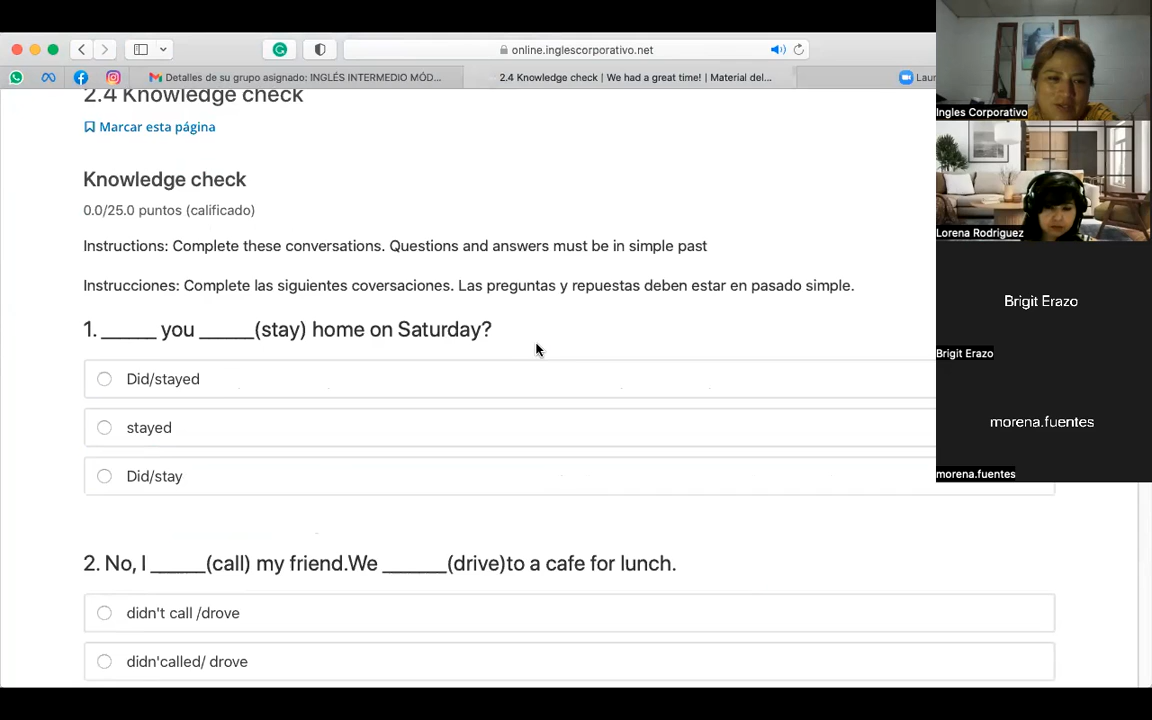 online.inglescorporativo.net
Detalles de su grupo asignado: INGLÉS INTERMEDIO MÓD...
2.4 Knowledge check | We had a great time! | Material del...
Lau
2.4 Knowledge check
Marcar esta página
Knowledge check
0.0/25.0 puntos (calificado)
Instructions: Complete these conversations. Questions and answers must be in simple past
Instrucciones: Complete las siguientes coversaciones. Las preguntas y repuestas deben estar en pasado simple.
1. ______ you ______(stay) home on Saturday?
Did/stayed
stayed
Did/stay
2. No, I ______(call) my friend.We _______(drive)to a cafe for lunch.
didn't call /drove
didn'called/ drove
Ingles Corporativo
Lorena Rodriguez
Brigit Erazo
Brigit Erazo
morena.fuentes
morena.fuentes